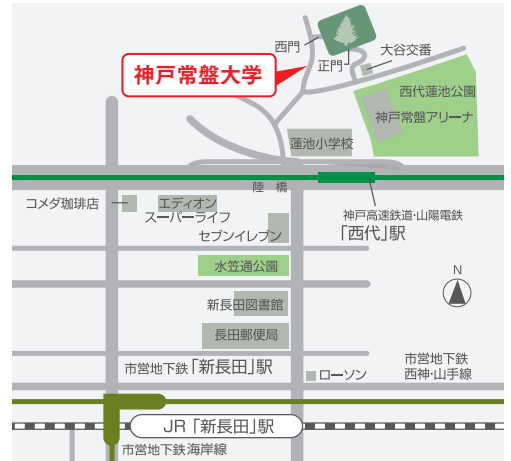 西門
正門
大谷交番
神戸常盤大学
西代蓮池公園
神戸常盤アリーナ
蓮池小学校
陸橋
コメダ珈琲店
エディオン
スーパーライフ
セブンイレブン
神戸高速鉄道・山陽電鉄
「西代」駅
水笠通公園
N
新長田図書館
長田郵便局
市営地下鉄「新長田」駅
ローソン
市営地下鉄
西神・山手線
JR「新長田」駅
市営地下鉄海岸線